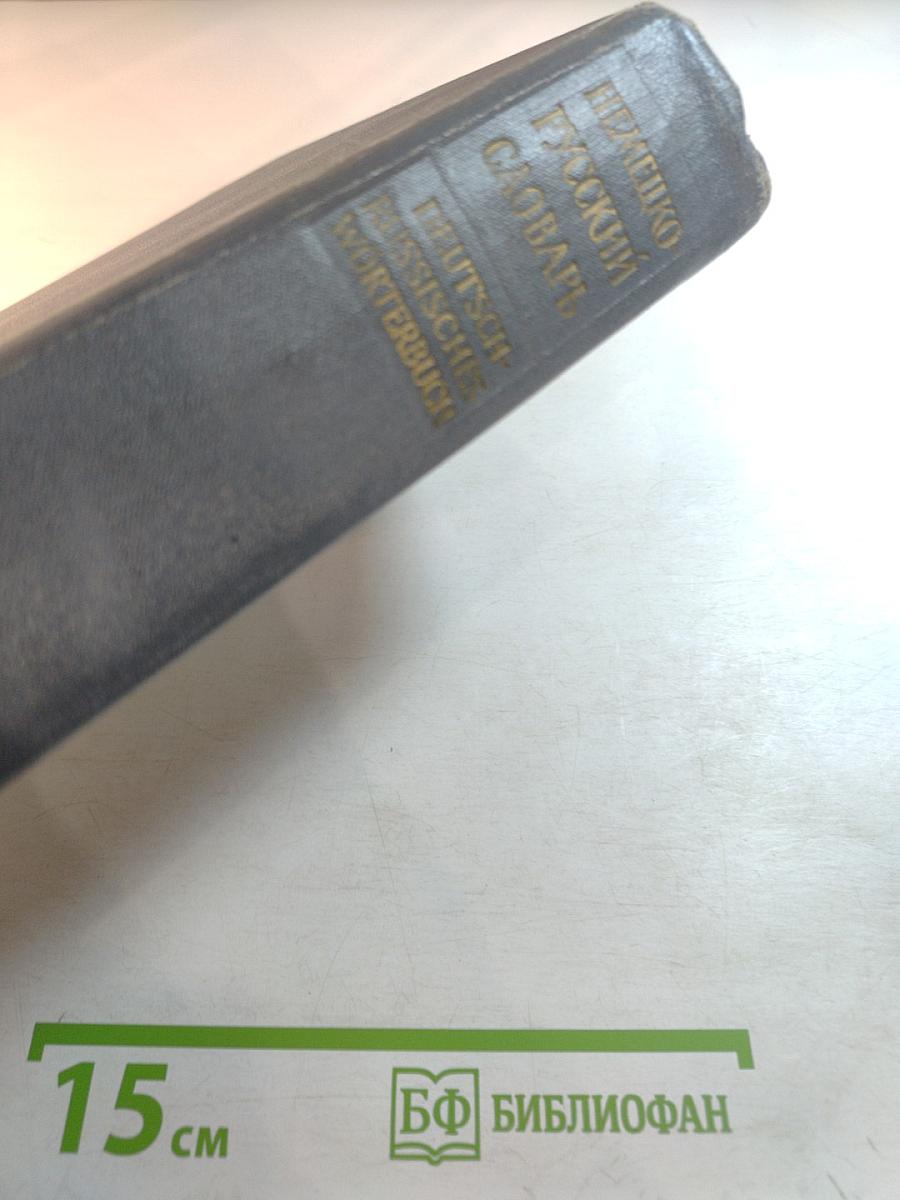 НЕМЕЦКО
РУССКИЙ
СЛОВАРЬ
DEUTSCH-
RUSSISCHES
WÖRTERBUCH
15 см
БФ БИБЛИОФАН